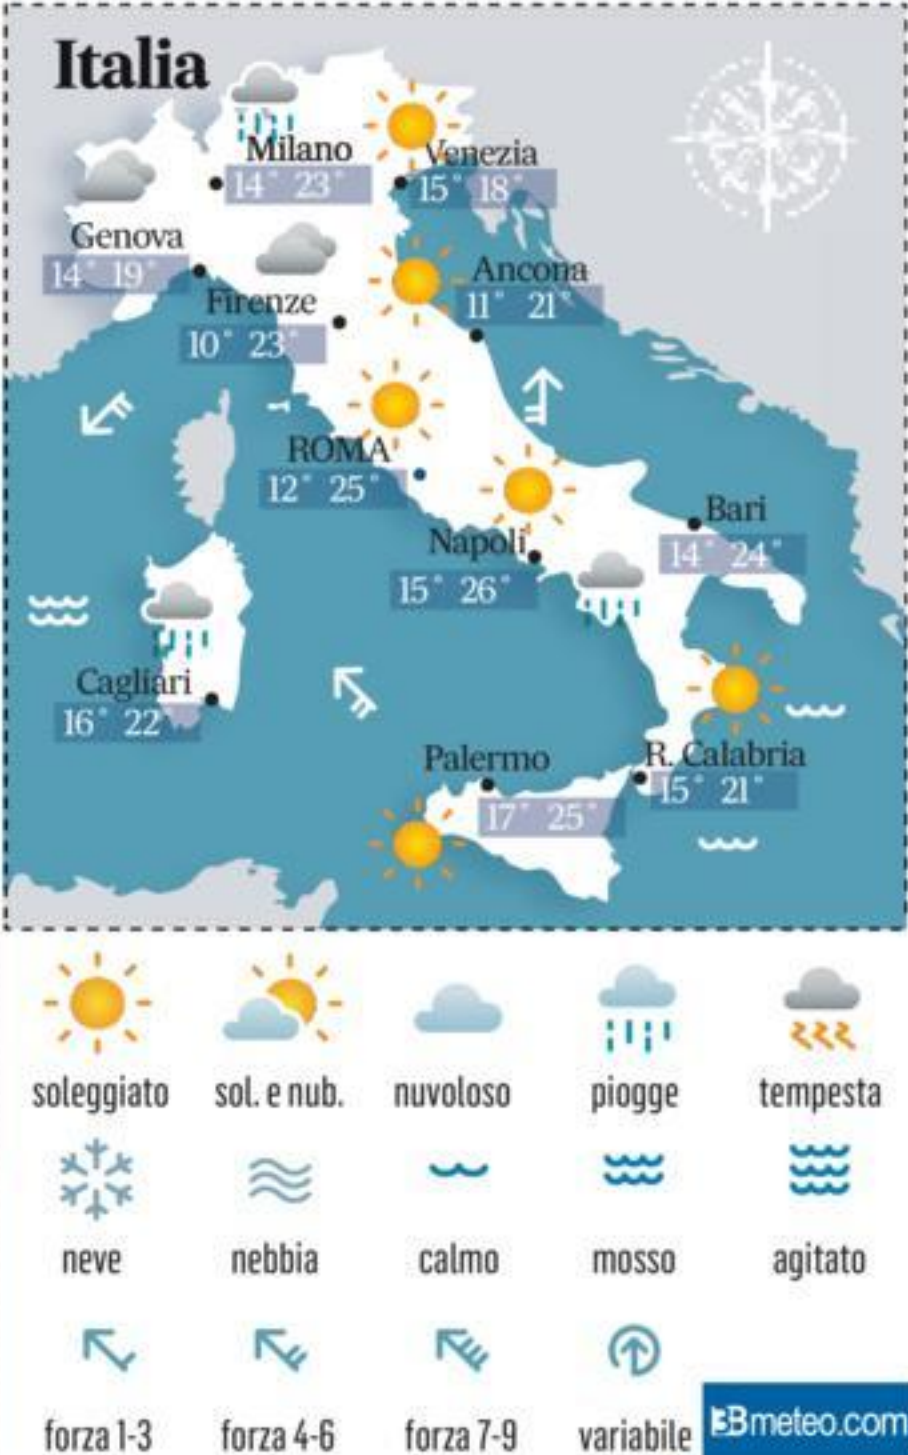 Italia
Milano
14° 23°
Venezia
15° 18°
Genova
14° 19°
Firenze
10° 23°
Ancona
11° 21°
ROMA
12° 25°
Napoli
15° 26°
Bari
14° 24°
Cagliari
16° 22°
Palermo
17° 25°
R. Calabria
15° 21°
soleggiato sol. e nub. nuvoloso piogge tempesta
neve nebbia calmo mosso agitato
forza 1-3 forza 4-6 forza 7-9 variabile
3Bmeteo.com